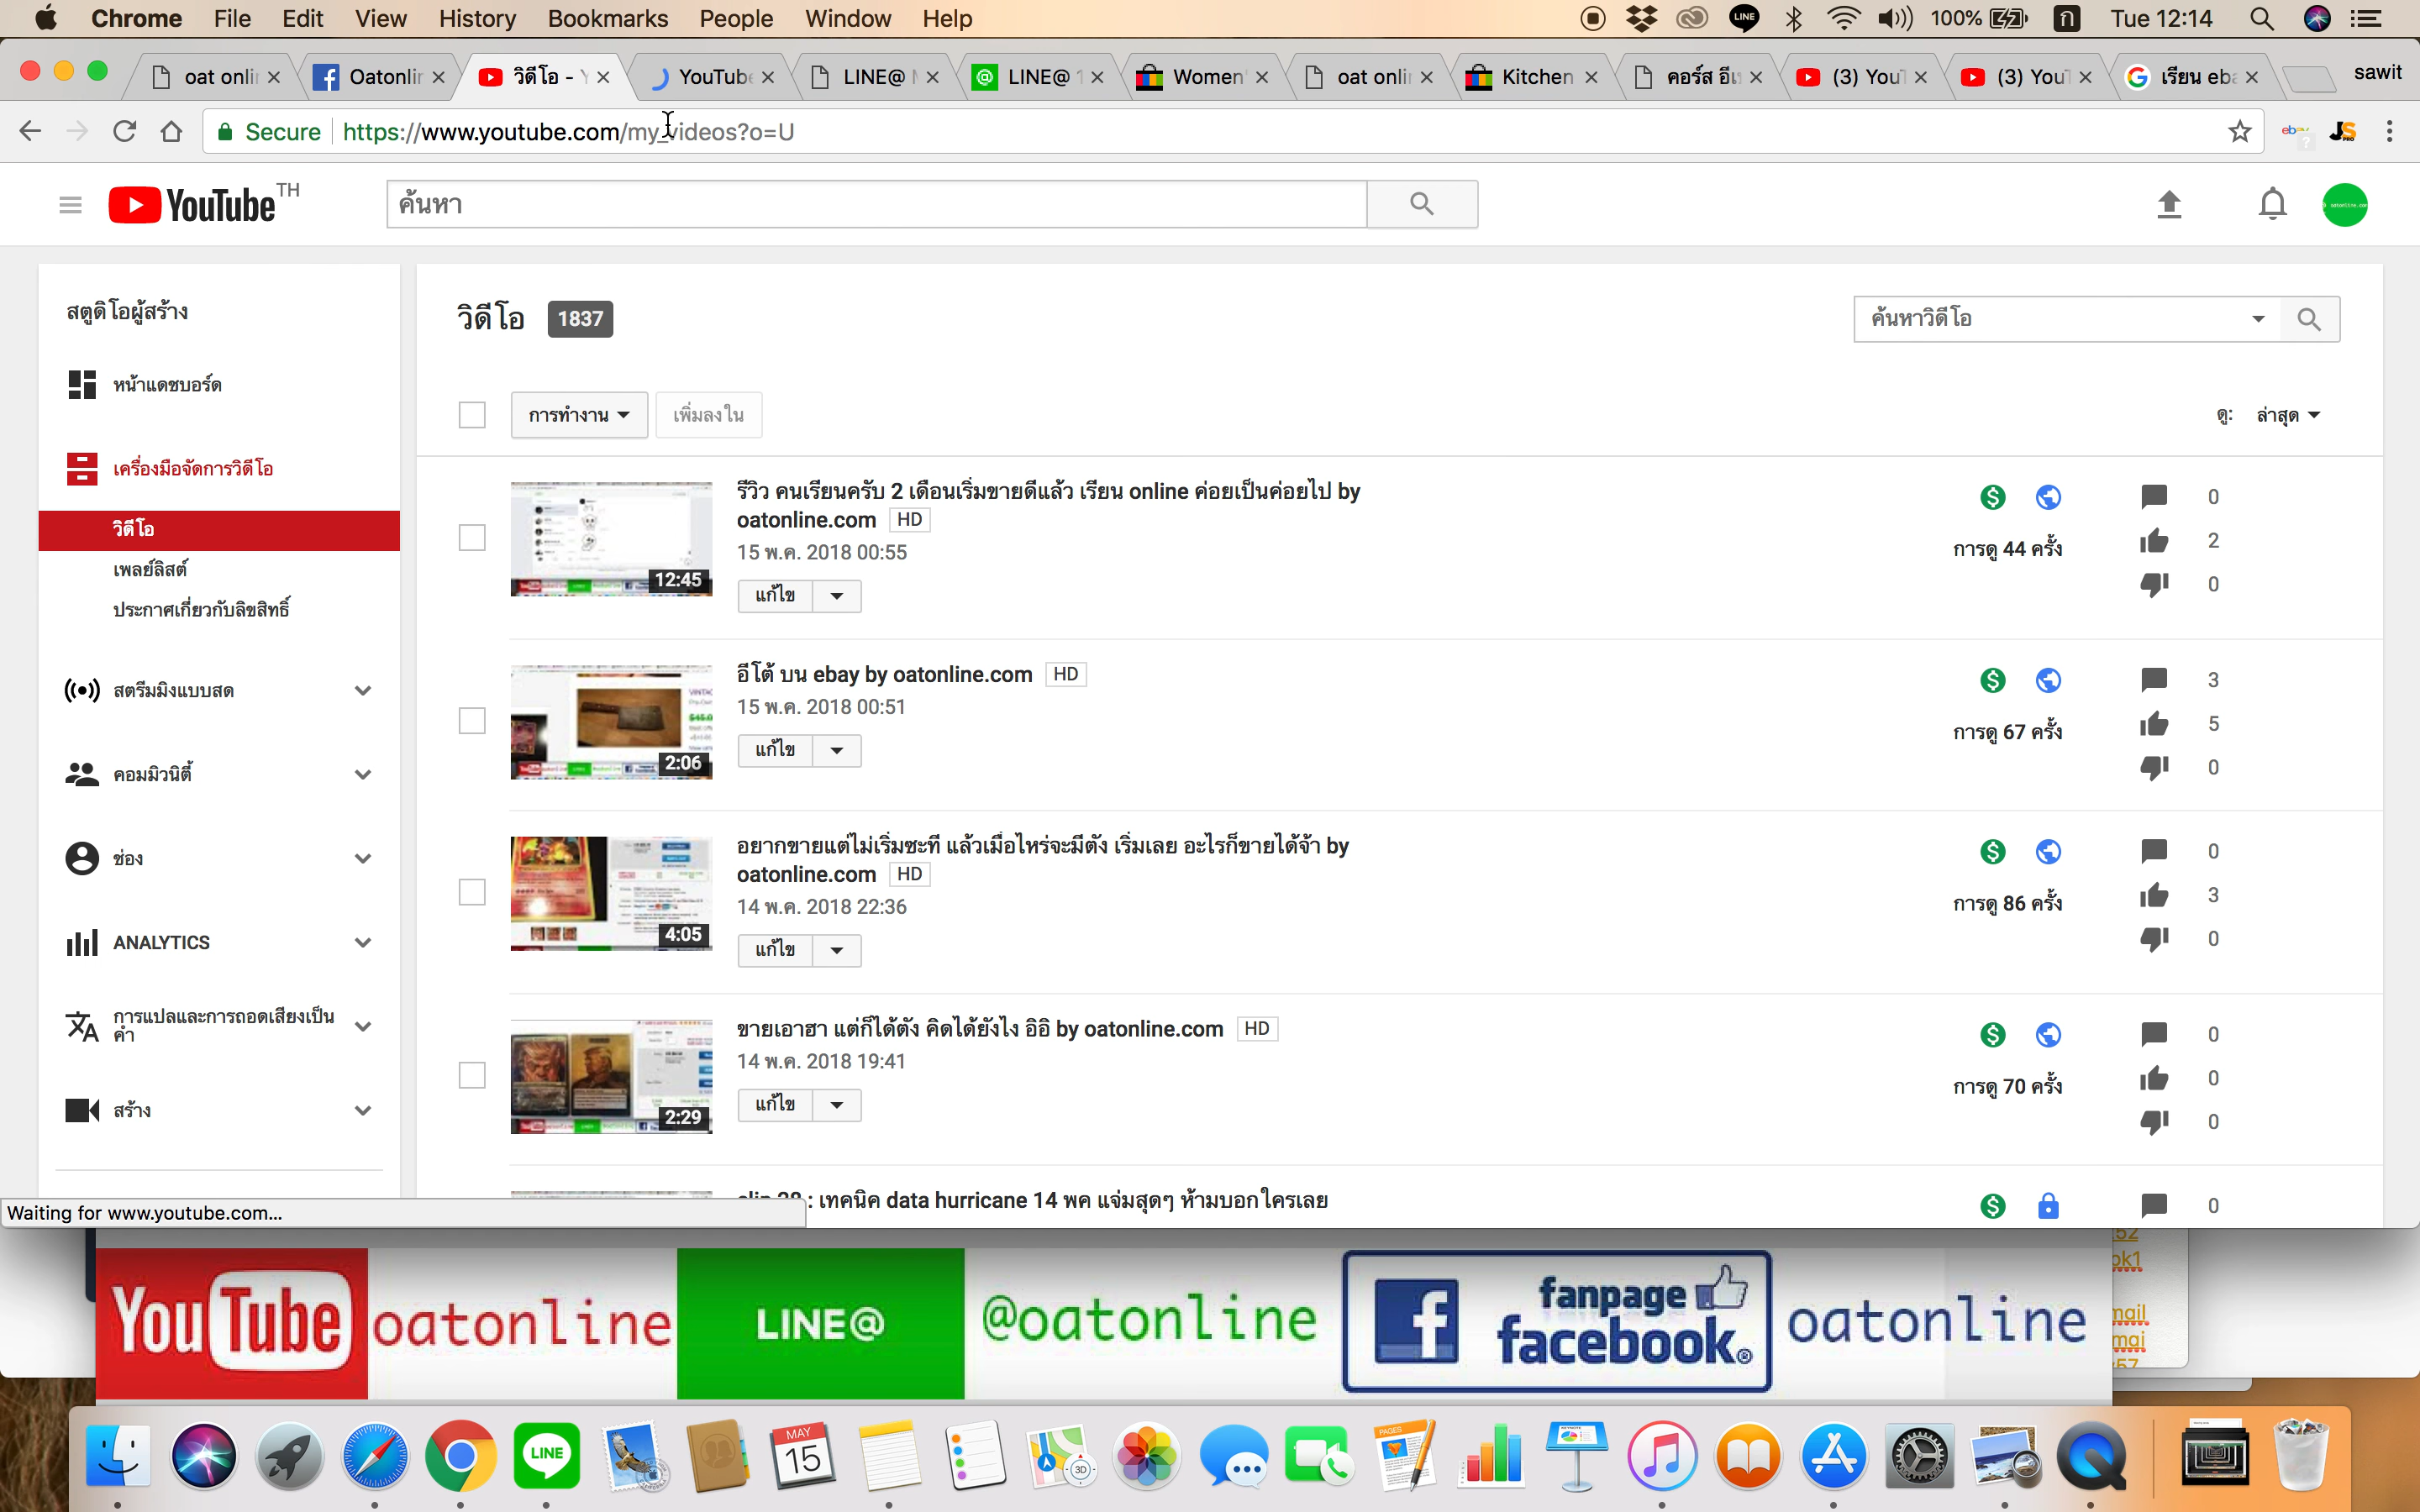 Chrome File Edit View History Bookmarks People Window Help LINE 100% ก Tue 12:14
oat onlin Oatonlin วิดีโอ - Y YouTube LINE@ LINE@ 1 Women' oat onlin Kitchen คอร์ส อีเ (3) YouT (3) YouT เรียน eba sawit
Secure https://www.youtube.com/my_videos?o=U
YouTube TH ค้นหา
สตูดิโอผู้สร้าง
หน้าแดชบอร์ด
เครื่องมือจัดการวิดีโอ
วิดีโอ
เพลย์ลิสต์
ประกาศเกี่ยวกับลิขสิทธิ์
สตรีมมิงแบบสด
คอมมิวนิตี้
ช่อง
ANALYTICS
การแปลและการถอดเสียงเป็น
คำ
สร้าง
วิดีโอ 1837 ค้นหาวิดีโอ
การทำงาน เพิ่มลงใน ดู: ล่าสุด
รีวิว คนเรียนครับ 2 เดือนเริ่มขายดีแล้ว เรียน online ค่อยเป็นค่อยไป by
oatonline.com HD
15 พ.ค. 2018 00:55
12:45
แก้ไข
การดู 44 ครั้ง
0
2
0
อีโต้ บน ebay by oatonline.com HD
15 พ.ค. 2018 00:51
2:06
แก้ไข
การดู 67 ครั้ง
3
5
0
อยากขายแต่ไม่เริ่มซะที แล้วเมื่อไหร่จะมีตัง เริ่มเลย อะไรก็ขายได้จ้า by
oatonline.com HD
14 พ.ค. 2018 22:36
4:05
แก้ไข
การดู 86 ครั้ง
0
3
0
ขายเอาฮา แต่ก็ได้ตัง คิดได้ยังไง อิอิ by oatonline.com HD
14 พ.ค. 2018 19:41
2:29
แก้ไข
การดู 70 ครั้ง
0
0
0
: เทคนิค data hurricane 14 พค แจ่มสุดๆ ห้ามบอกใครเลย
0
Waiting for www.youtube.com...
YouTube oatonline LINE@ @oatonline fanpage facebook oatonline
MAY
15
LINE
PAGES
3D